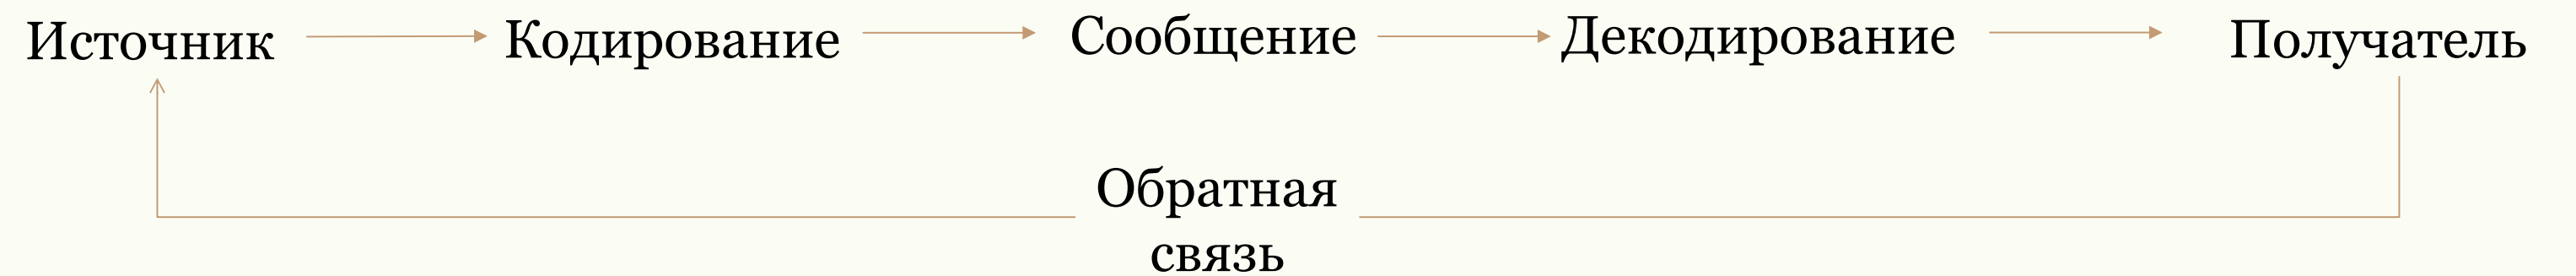 Источник Кодирование Сообщение Декодирование Получатель
Обратная
связь